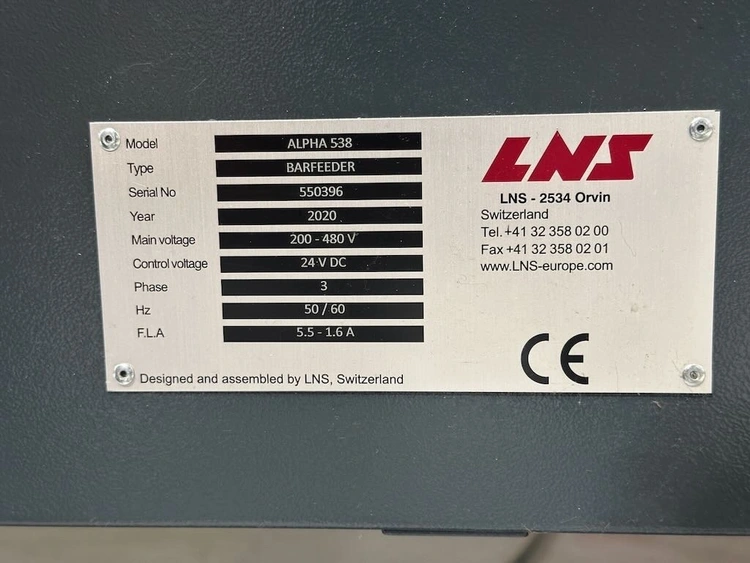 Model ALPHA 538
Type BARFEEDER
Serial No 550396
Year 2020
Main voltage 200 - 480 V
Control voltage 24 V DC
Phase 3
Hz 50 / 60
F.L.A 5.5 - 1.6 A
Designed and assembled by LNS, Switzerland
LNS
LNS - 2534 Orvin
Switzerland
Tel. +41 32 358 02 00
Fax +41 32 358 02 01
www.LNS-europe.com
CE